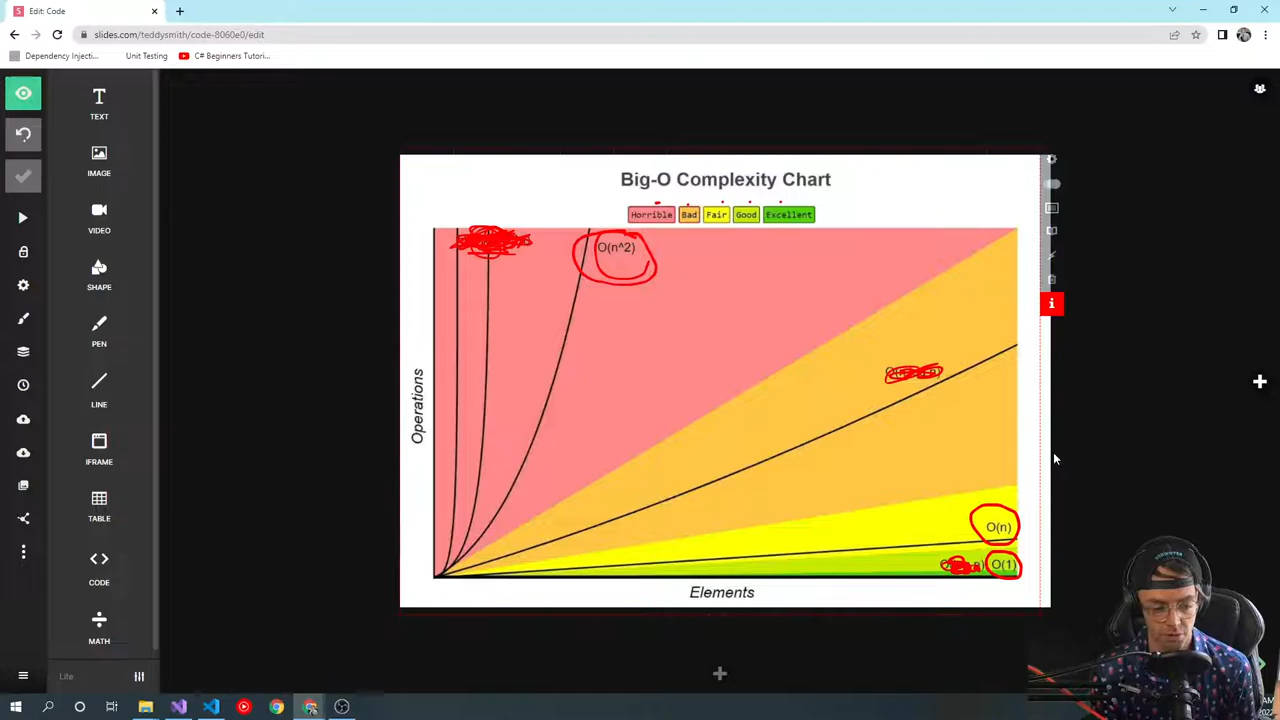 Edit: Code
slides.com/teddysmith/code-8060e0/edit
Dependency Injecti...
Unit Testing
C# Beginners Tutori...
TEXT
IMAGE
VIDEO
SHAPE
PEN
LINE
IFRAME
TABLE
CODE
MATH
Lite
Big-O Complexity Chart
Horrible Bad Fair Good Excellent
O(n^2)
Operations
O(n)
O(1)
Elements